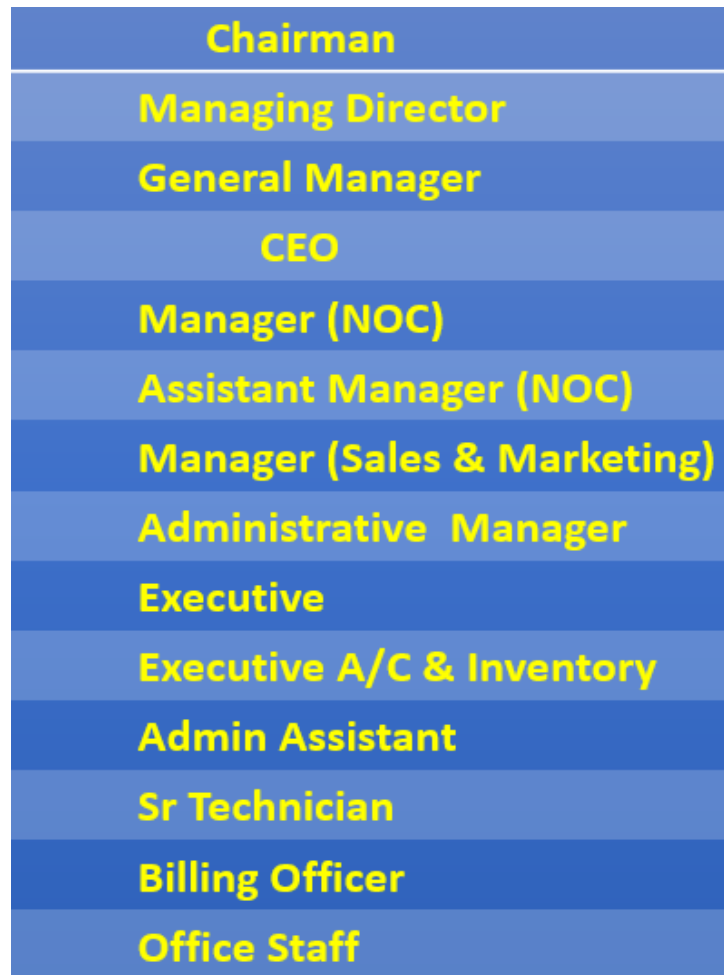 Chairman
Managing Director
General Manager
CEO
Manager (NOC)
Assistant Manager (NOC)
Manager (Sales & Marketing)
Administrative  Manager
Executive
Executive A/C & Inventory
Admin Assistant
Sr Technician
Billing Officer
Office Staff